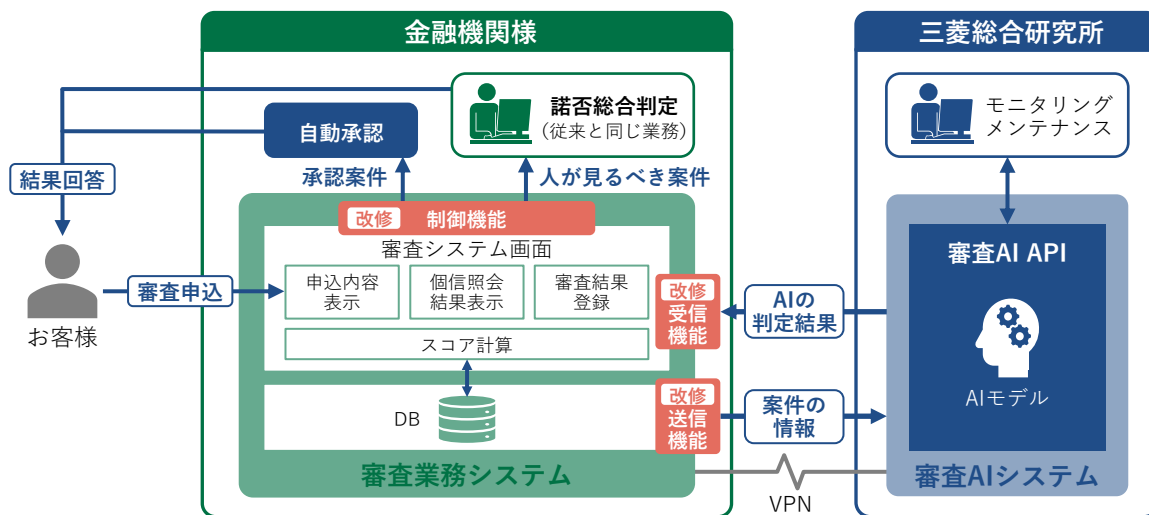 金融機関様
三菱総合研究所
諾否総合判定
（従来と同じ業務）
自動承認
モニタリング
メンテナンス
結果回答
承認案件
人が見るべき案件
改修 制御機能
審査システム画面
審査AI API
お客様
審査申込
申込内容
表示
個信照会
結果表示
審査結果
登録
改修
受信
機能
AIの
判定結果
スコア計算
AIモデル
DB
改修
送信
機能
案件の
情報
審査業務システム
VPN
審査AIシステム